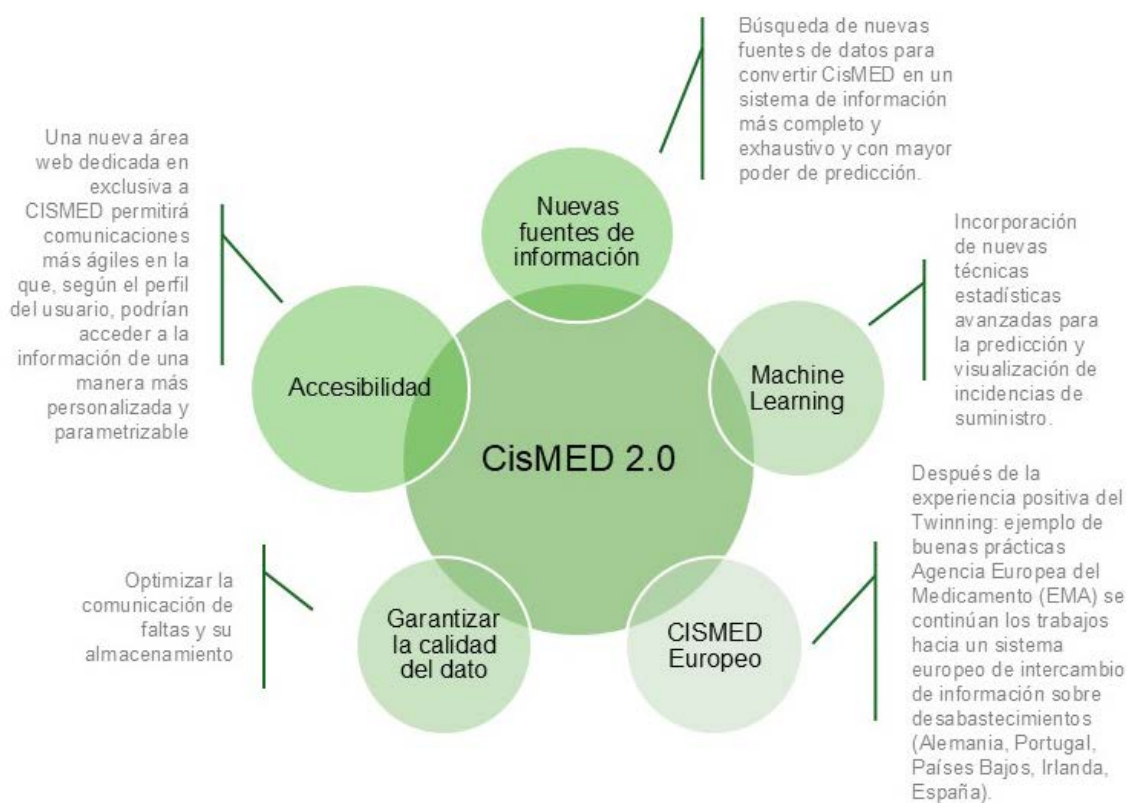 Búsqueda de nuevas
fuentes de datos para
convertir CisMED en un
sistema de información
más completo y
exhaustivo y con mayor
poder de predicción.
Una nueva área
web dedicada en
exclusiva a
CISMED permitirá
comunicaciones
más ágiles en la
que, según el perfil
del usuario, podrían
acceder a la
información de una
manera más
personalizada y
parametrizable
Nuevas
fuentes de
información
Incorporación
de nuevas
técnicas
estadísticas
avanzadas para
la predicción y
visualización de
incidencias de
suministro.
Accesibilidad
Machine
Learning
CisMED 2.0
Después de la
experiencia positiva del
Twinning: ejemplo de
buenas prácticas
Agencia Europea del
Medicamento (EMA) se
continúan los trabajos
hacia un sistema
europeo de intercambio
de información sobre
desabastecimientos
(Alemania, Portugal,
Países Bajos, Irlanda,
España).
Optimizar la
comunicación de
faltas y su
almacenamiento
Garantizar
la calidad
del dato
CISMED
Europeo